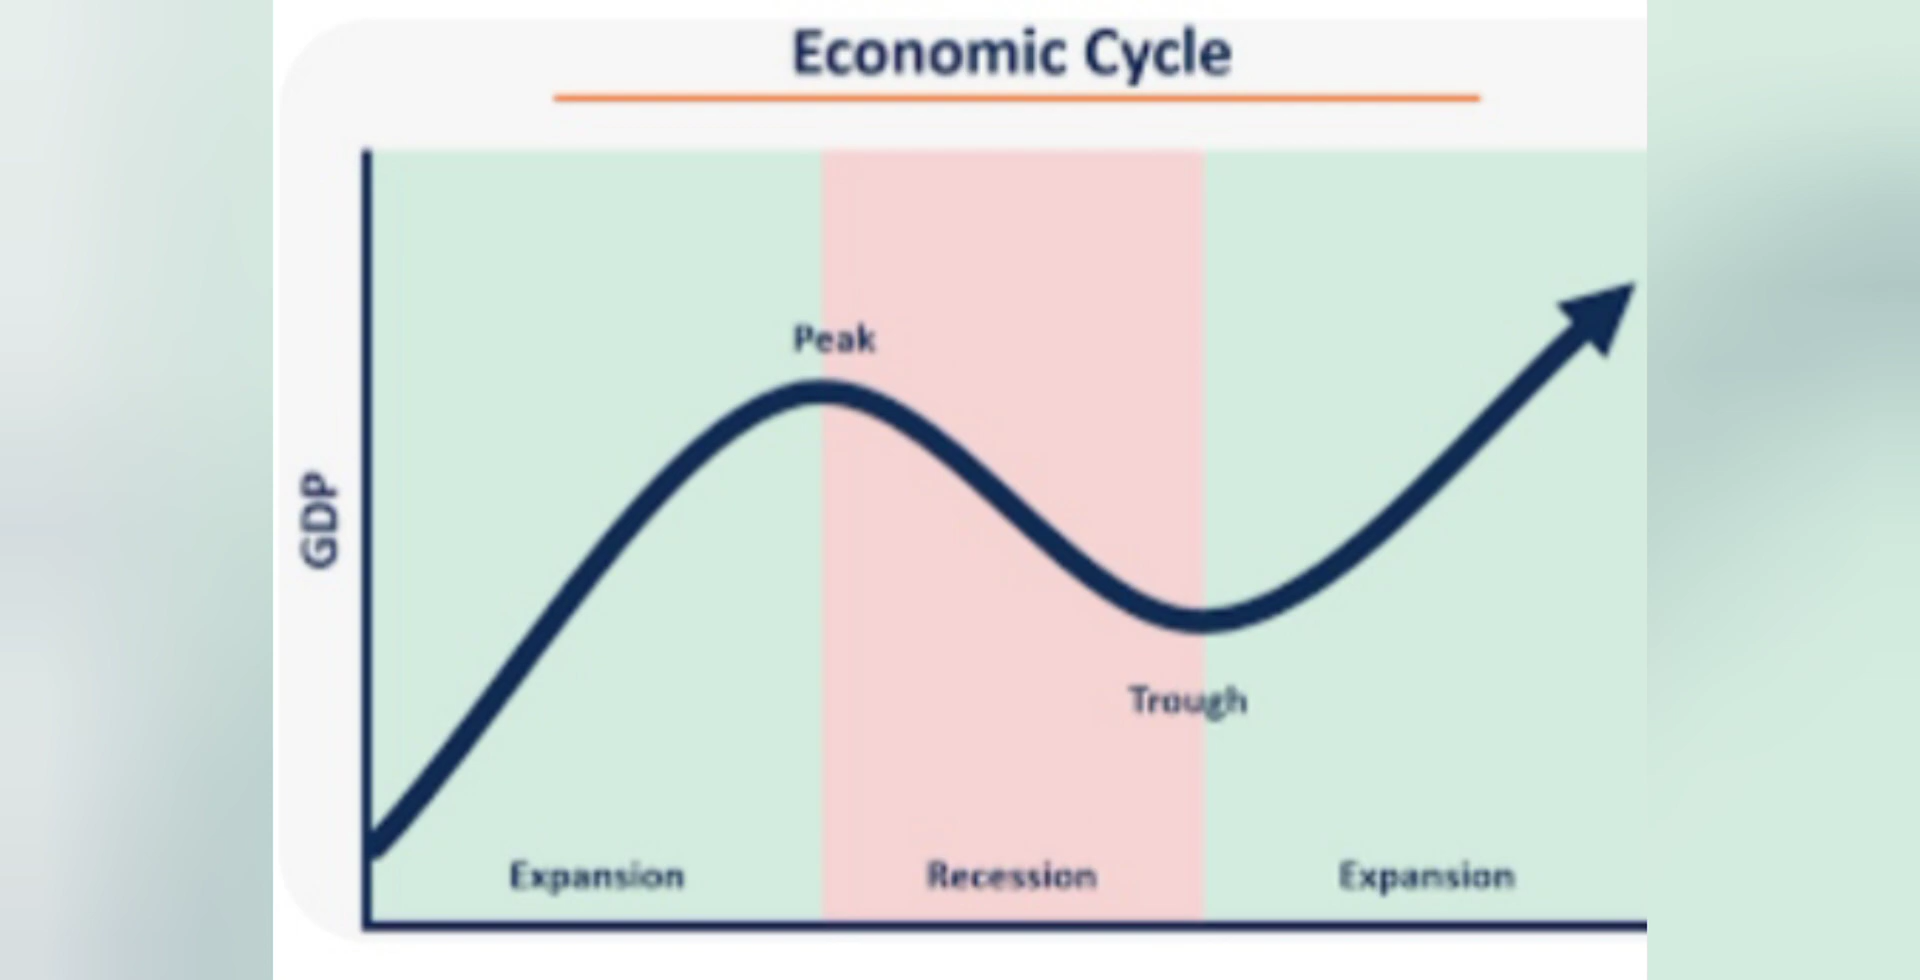 Economic Cycle
Peak
GDP
Trough
Expansion
Recession
Expansion